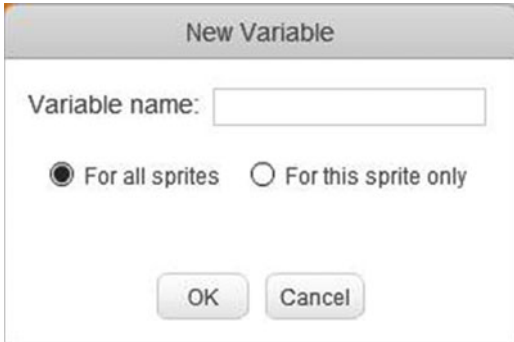 New Variable
Variable name:
For all sprites For this sprite only
OK Cancel